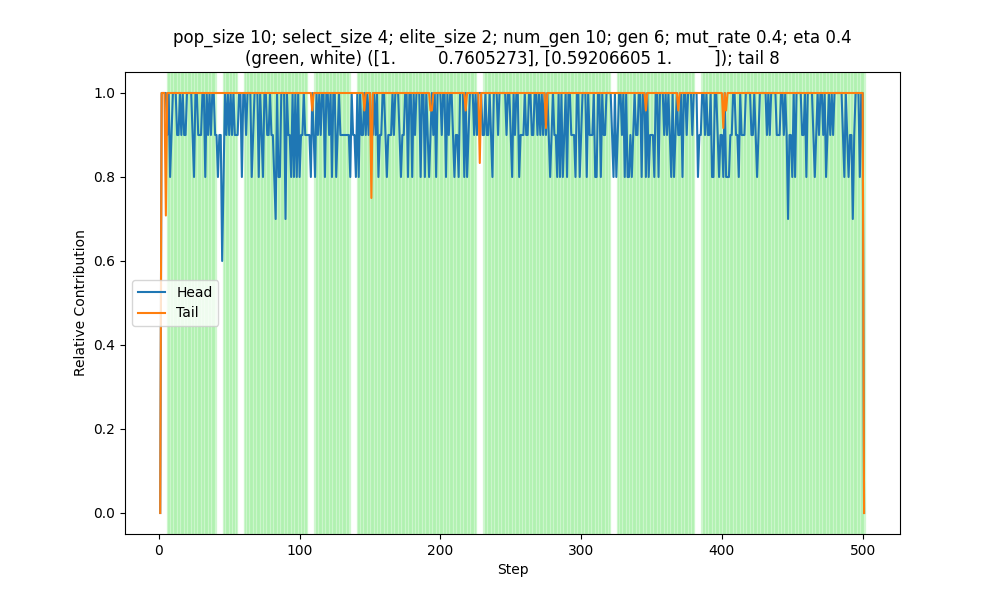 pop_size 10; select_size 4; elite_size 2; num_gen 10; gen 6; mut_rate 0.4; eta 0.4
(green, white) ([1.        0.7605273], [0.59206605 1.        ]); tail 8
1.0
0.8
0.6
0.4
0.2
0.0
Relative Contribution
Head
Tail
0
100
200
300
400
500
Step